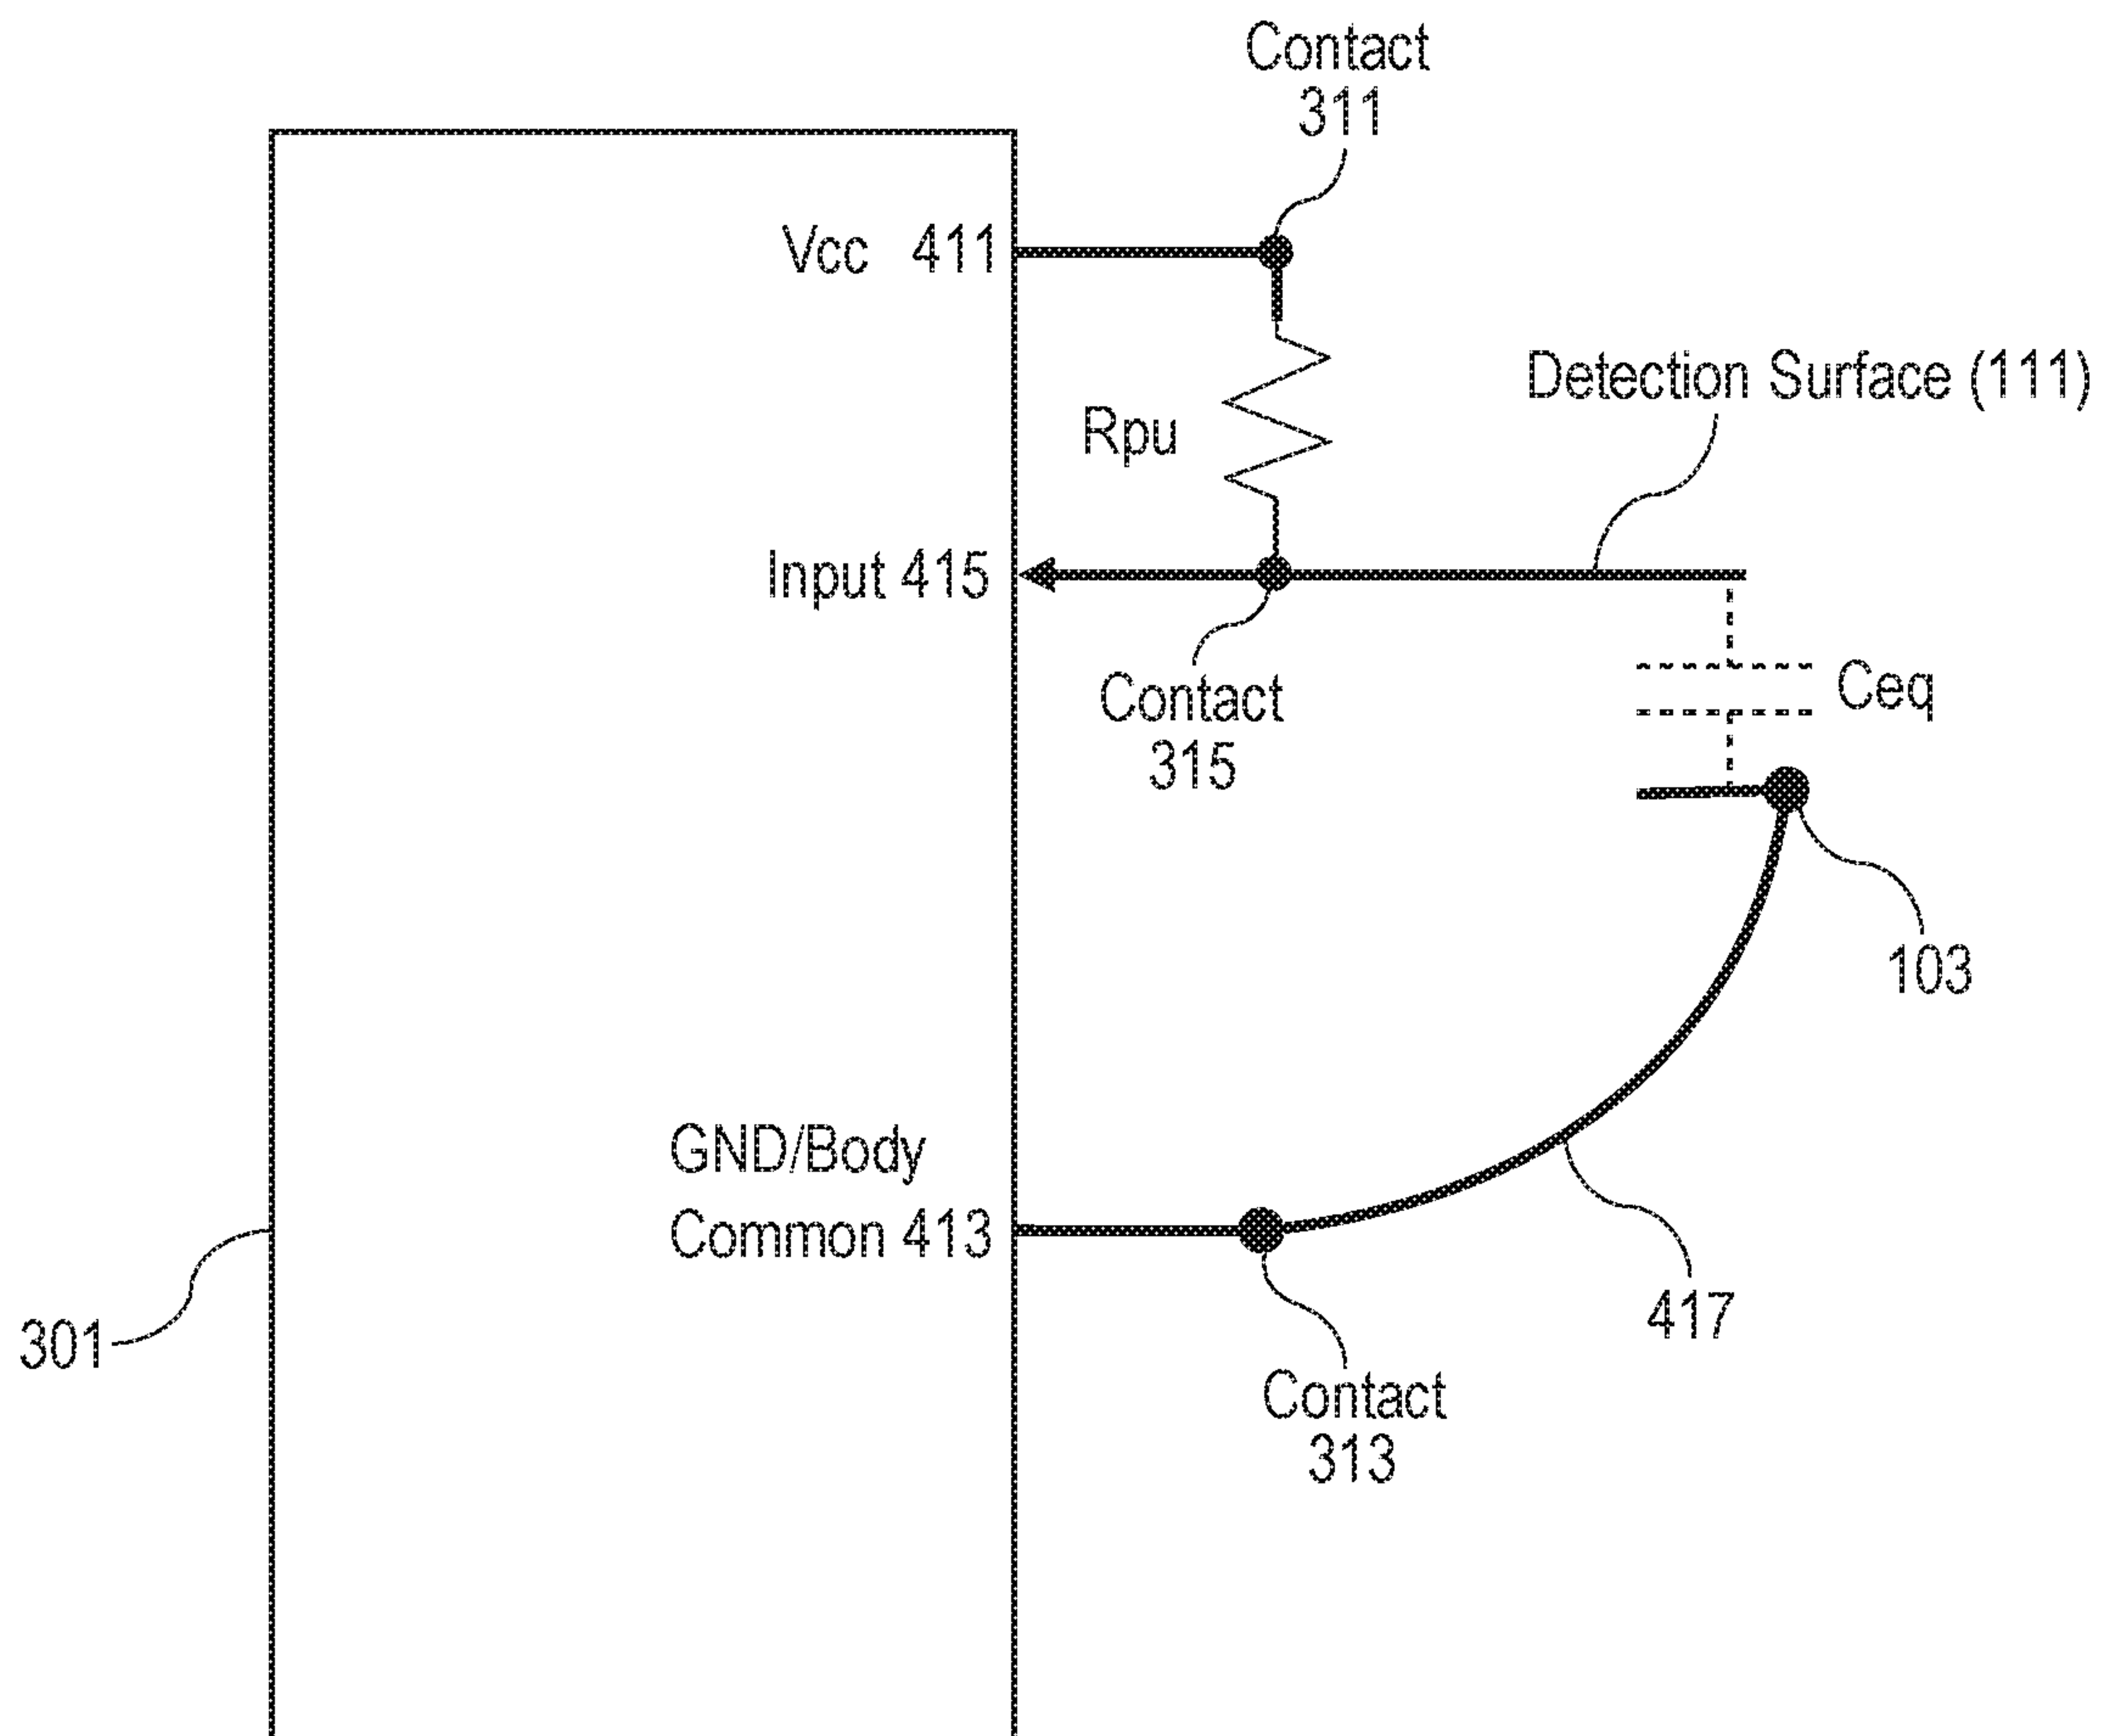 Contact
311
Vcc 411
Detection Surface (111)
Rpu
Input 415
Contact
315
Ceq
103
GND/Body
Common 413
301
417
Contact
313